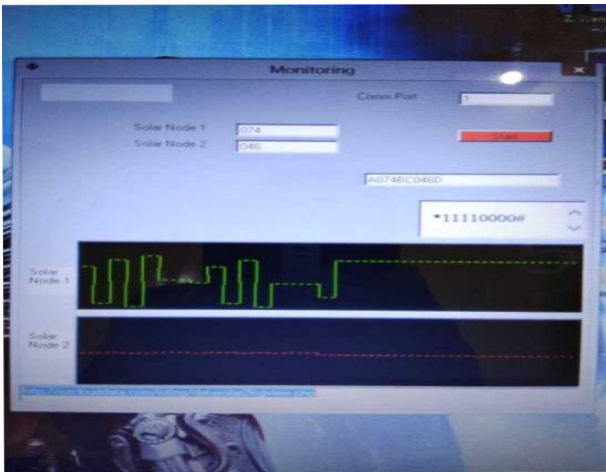 Monitoring
Comm.Port 1
Solar Node 1 074
Solar Node 2 046
Start
A074BC046D
*11110000#
Solar
Node 1
Solar
Node 2